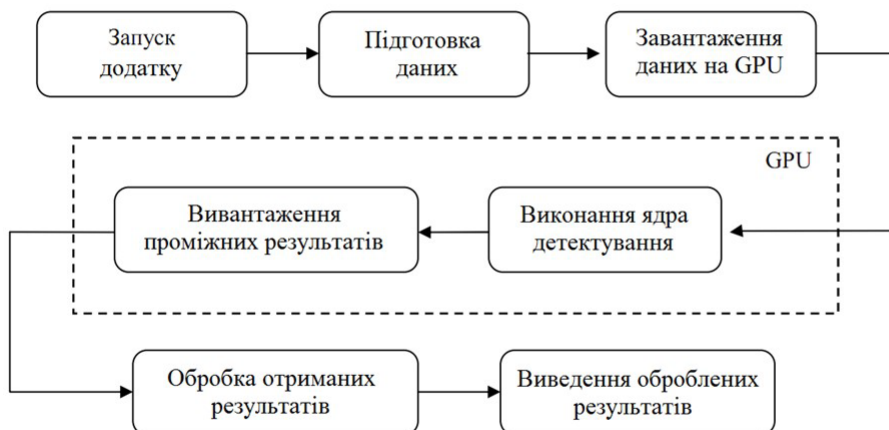 Запуск
додатку
Підготовка
даних
Завантаження
даних на GPU
GPU
Вивантаження
проміжних результатів
Виконання ядра
детектування
Обробка отриманих
результатів
Виведення оброблених
результатів